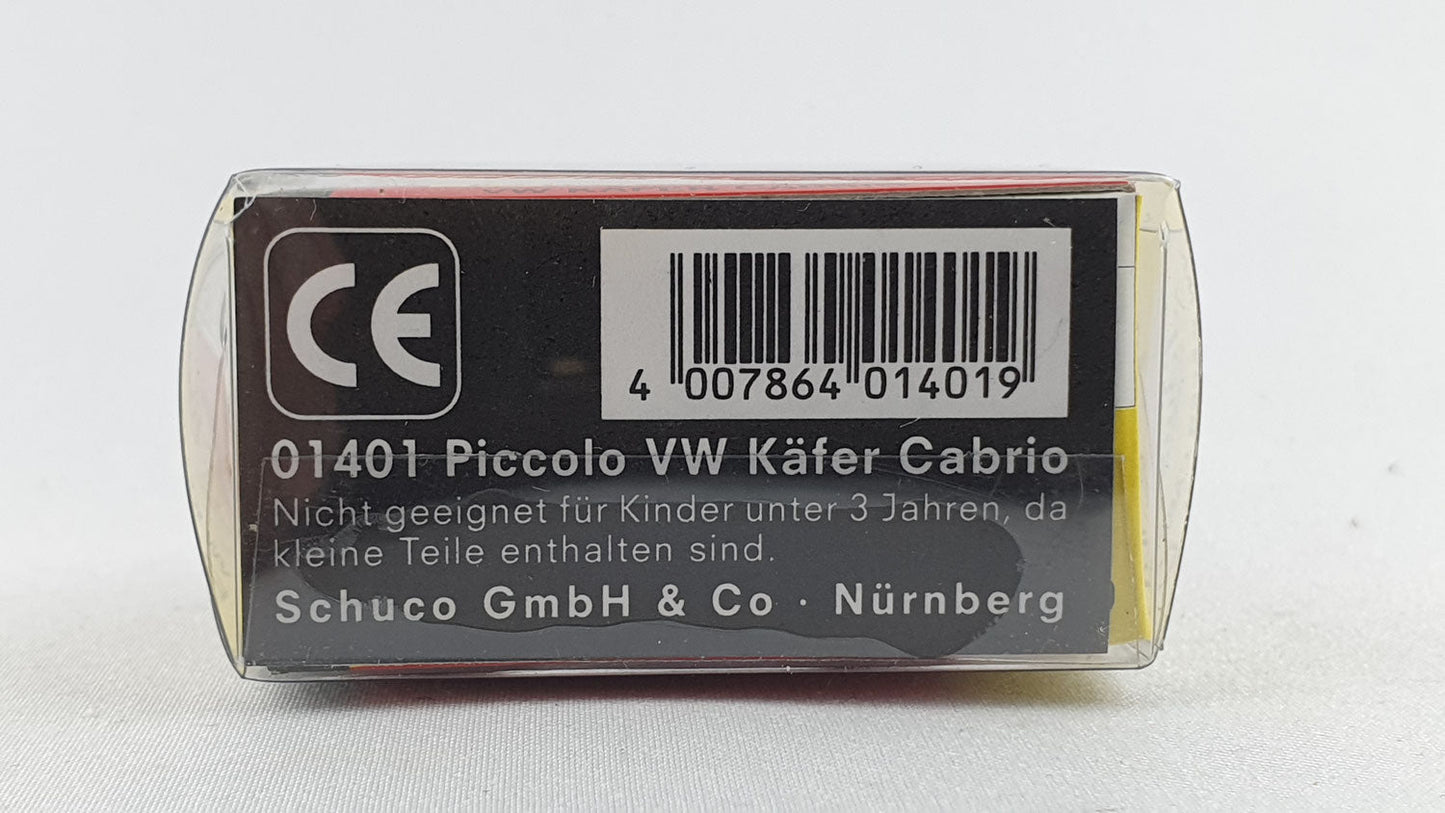 CE
4 007864 014019
01401 Piccolo VW Käfer Cabrio
Nicht geeignet für Kinder unter 3 Jahren, da
kleine Teile enthalten sind.
Schuco GmbH & Co · Nürnberg